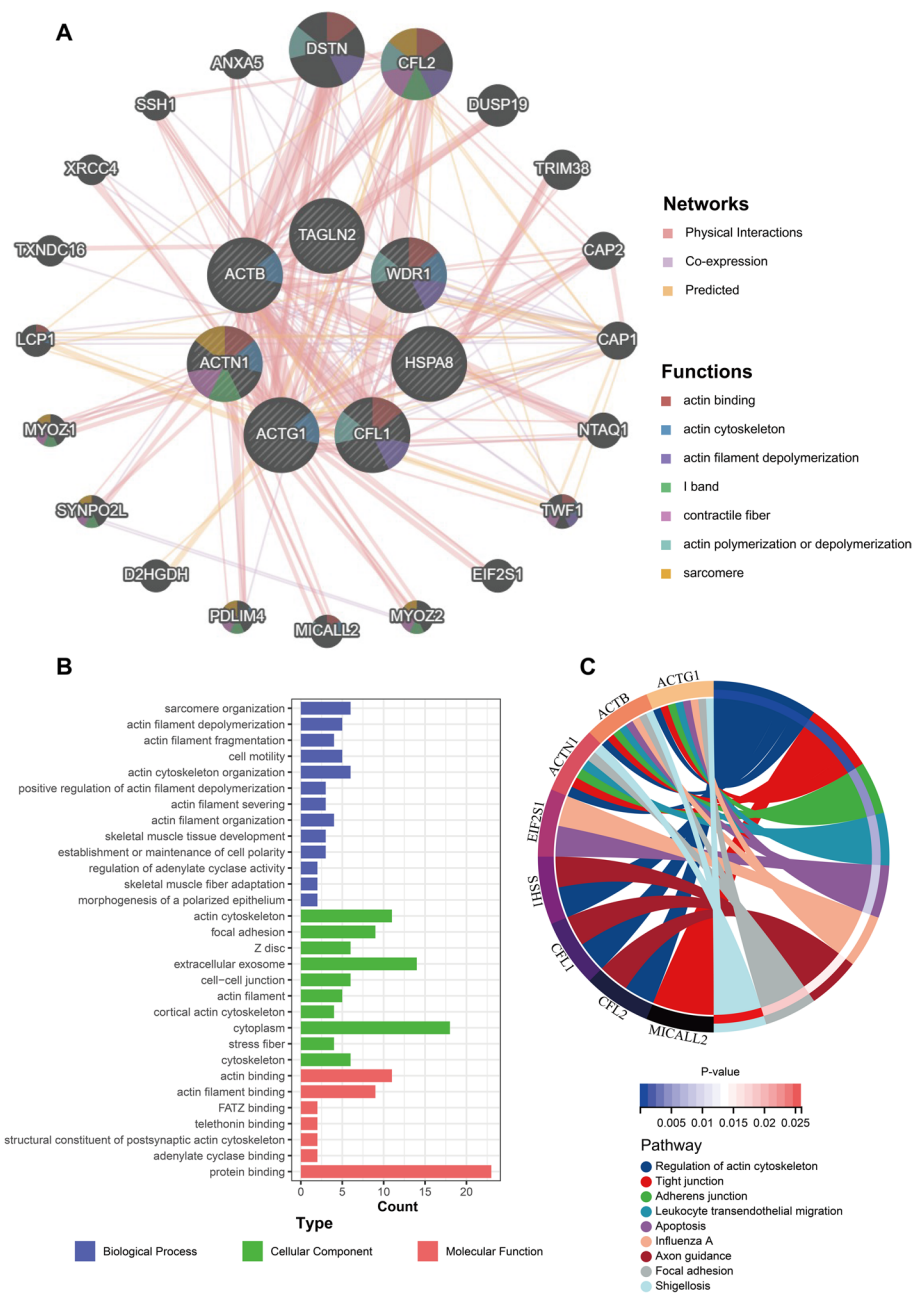 A
DSTN
CFL2
ANXA5
SSH1
DUSP19
XRCC4
TRIM38
TXNDC16
TAGLN2
ACTB
WDR1
CAP2
LCP1
ACTN1
HSPA8
CAP1
MYOZ1
ACTG1
CFL1
NTAQ1
SYNPO2L
TWF1
D2HGDH
EIF2S1
PDLIM4
MICALL2
MYOZ2
Networks
Physical Interactions
Co-expression
Predicted
Functions
actin binding
actin cytoskeleton
actin filament depolymerization
I band
contractile fiber
actin polymerization or depolymerization
sarcomere
B
sarcomere organization
actin filament depolymerization
actin filament fragmentation
cell motility
actin cytoskeleton organization
positive regulation of actin filament depolymerization
actin filament severing
actin filament organization
skeletal muscle tissue development
establishment or maintenance of cell polarity
regulation of adenylate cyclase activity
skeletal muscle fiber adaptation
morphogenesis of a polarized epithelium
actin cytoskeleton
focal adhesion
Z disc
extracellular exosome
cell−cell junction
actin filament
cortical actin cytoskeleton
cytoplasm
stress fiber
cytoskeleton
actin binding
actin filament binding
FATZ binding
telethonin binding
structural constituent of postsynaptic actin cytoskeleton
adenylate cyclase binding
protein binding
0 5 10 15 20
Count
Type
Biological Process
Cellular Component
Molecular Function
C
ACTG1
ACTB
ACTN1
EIF2S1
SSH1
CFL1
CFL2
MICALL2
P-value
0.005 0.01 0.015 0.02 0.025
Pathway
Regulation of actin cytoskeleton
Tight junction
Adherens junction
Leukocyte transendothelial migration
Apoptosis
Influenza A
Axon guidance
Focal adhesion
Shigellosis